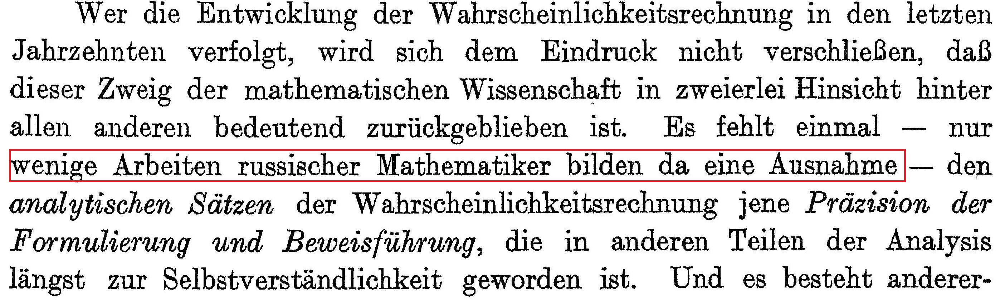 Wer die Entwicklung der Wahrscheinlichkeitsrechnung in den letzten
Jahrzehnten verfolgt, wird sich dem Eindruck nicht verschließen, daß
dieser Zweig der mathematischen Wissenschaft in zweierlei Hinsicht hinter
allen anderen bedeutend zurückgeblieben ist. Es fehlt einmal — nur
wenige Arbeiten russischer Mathematiker bilden da eine Ausnahme — den
analytischen Sätzen der Wahrscheinlichkeitsrechnung jene Präzision der
Formulierung und Beweisführung, die in anderen Teilen der Analysis
längst zur Selbstverständlichkeit geworden ist. Und es besteht anderer-